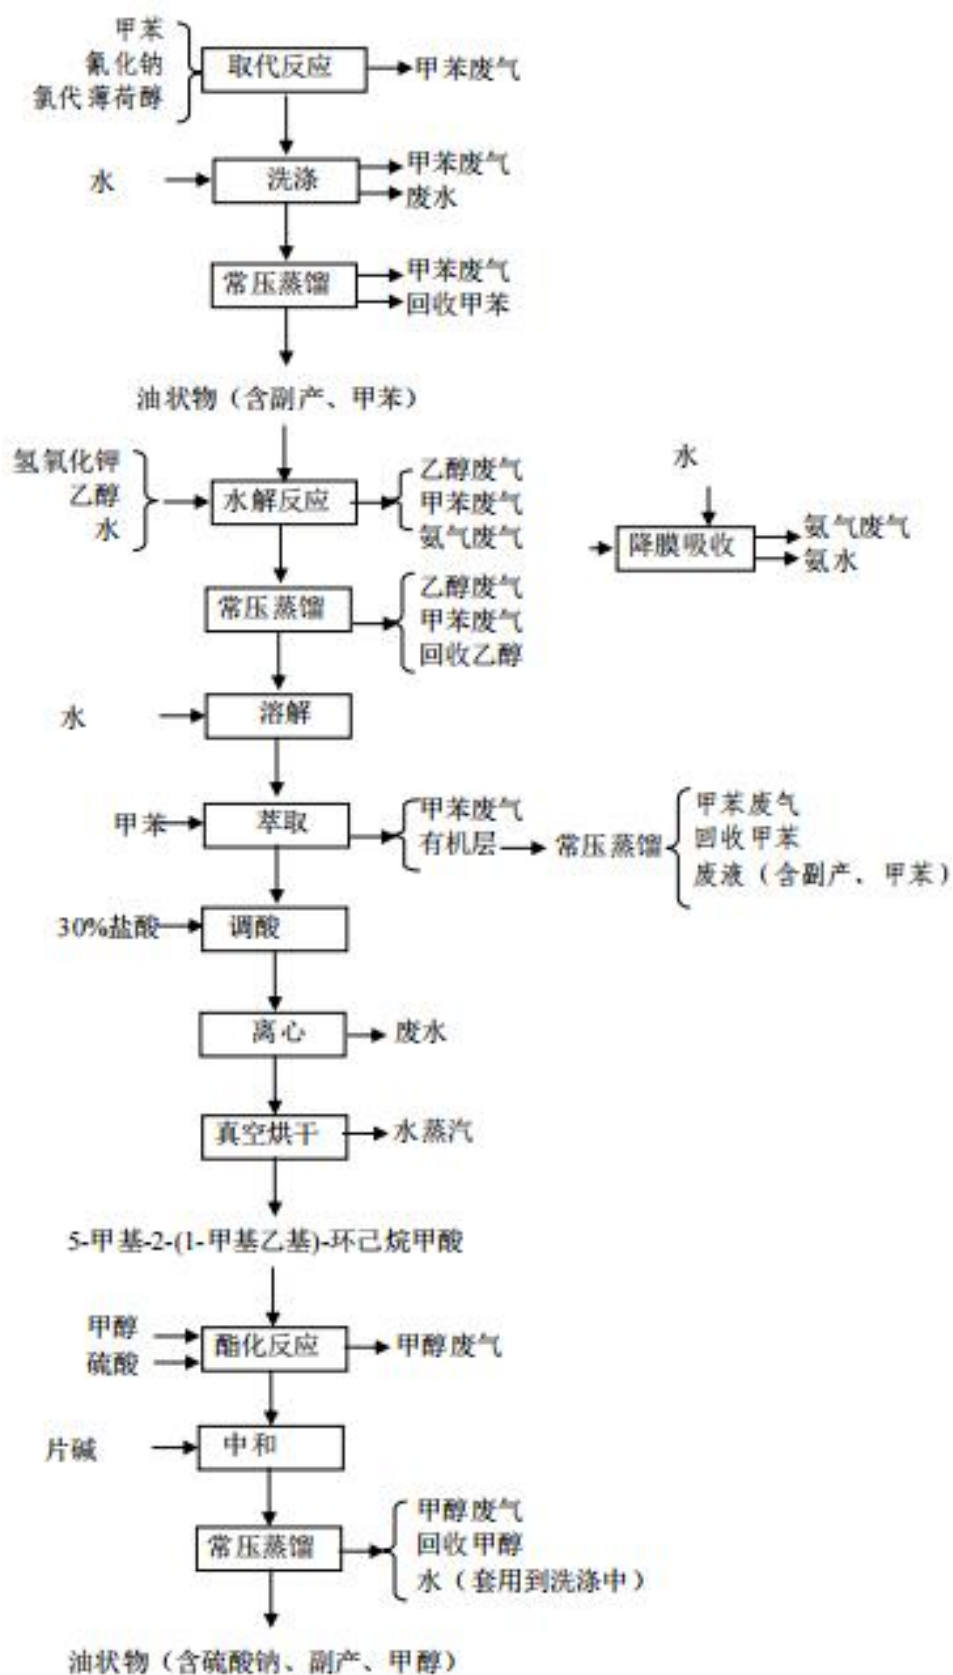 甲苯
氰化钠
氯代薄荷醇
取代反应
甲苯废气
水
洗涤
甲苯废气
废水
常压蒸馏
甲苯废气
回收甲苯
油状物（含副产、甲苯）
氢氧化钾
乙醇
水
水解反应
乙醇废气
甲苯废气
氨气废气
水
降膜吸收
氨气废气
氨水
常压蒸馏
乙醇废气
甲苯废气
回收乙醇
水
溶解
甲苯
萃取
甲苯废气
有机层
常压蒸馏
甲苯废气
回收甲苯
废液（含副产、甲苯）
30%盐酸
调酸
离心
废水
真空烘干
水蒸汽
5-甲基-2-(1-甲基乙基)-环己烷甲酸
甲醇
硫酸
酯化反应
甲醇废气
片碱
中和
常压蒸馏
甲醇废气
回收甲醇
水（套用到洗涤中）
油状物（含硫酸钠、副产、甲醇）